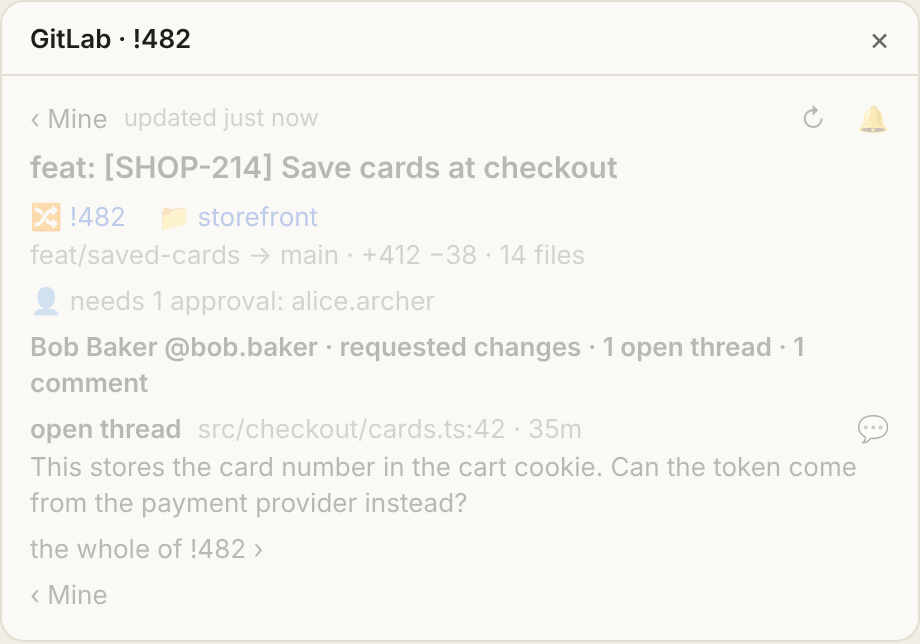 GitLab · !482 ×
‹ Mine updated just now
feat: [SHOP-214] Save cards at checkout
!482 storefront
feat/saved-cards → main · +412 −38 · 14 files
needs 1 approval: alice.archer
Bob Baker @bob.baker · requested changes · 1 open thread · 1
comment
open thread src/checkout/cards.ts:42 · 35m
This stores the card number in the cart cookie. Can the token come
from the payment provider instead?
the whole of !482 ›
‹ Mine